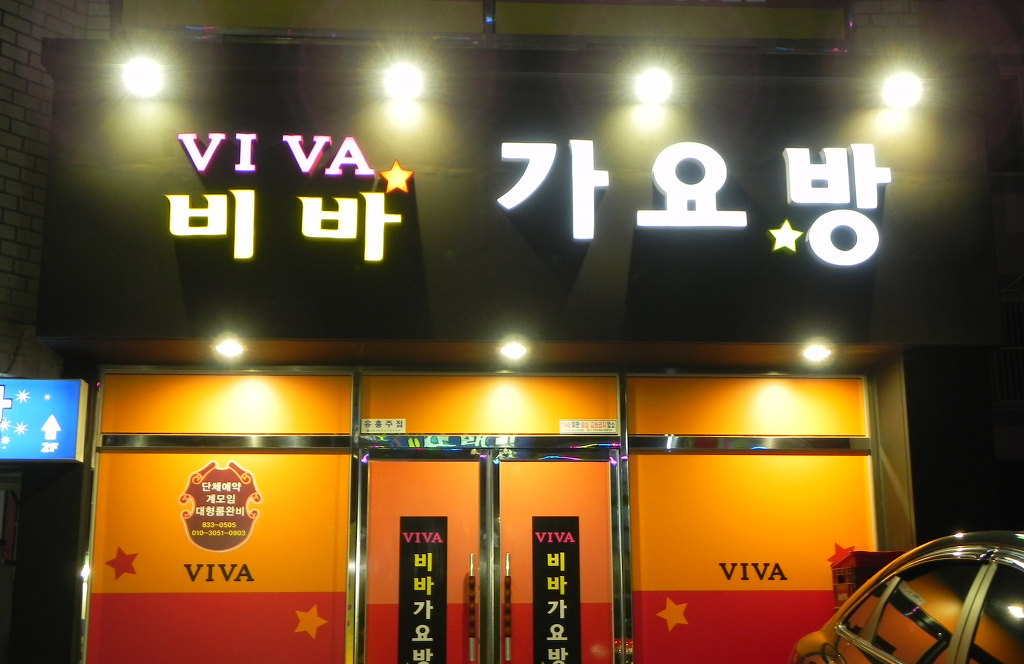 VIVA
비바 가요방
유흥주점
단체예약
계모임
대형룸완비
833-0505
010-3051-0903
VIVA
VIVA
비바가요방
VIVA
비바가요방
VIVA
2F